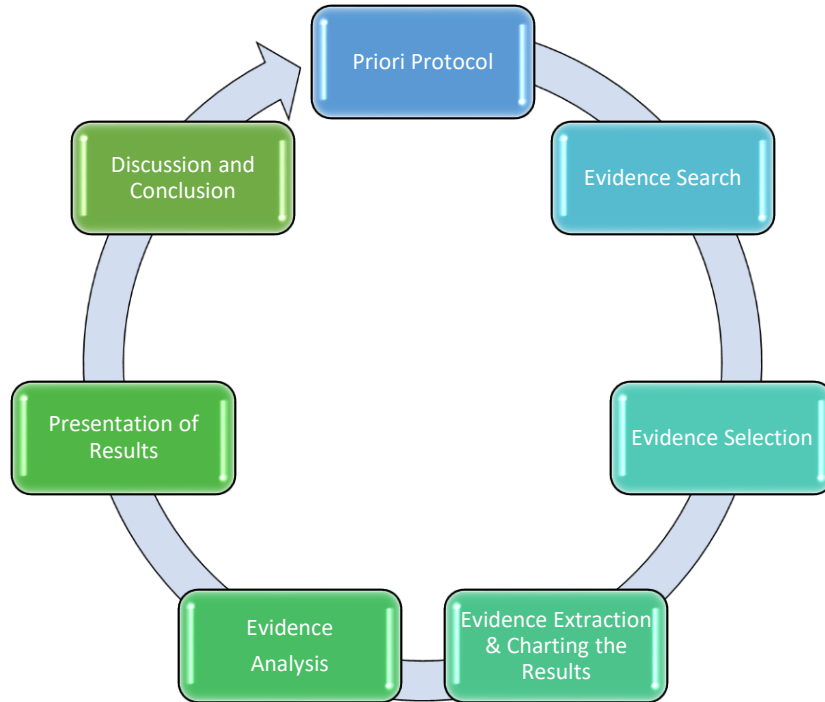 Priori Protocol
Evidence Search
Evidence Selection
Evidence Extraction
& Charting the
Results
Evidence
Analysis
Presentation of
Results
Discussion and
Conclusion